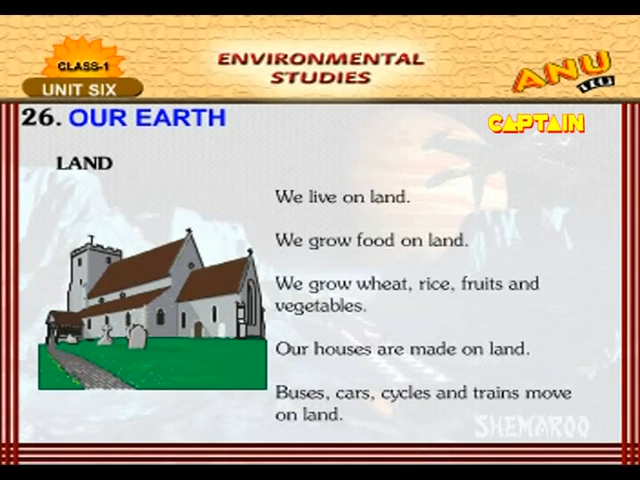 CLASS-1
UNIT SIX
ENVIRONMENTAL
STUDIES
ANU
26. OUR EARTH
CAPTAIN
LAND
We live on land.
We grow food on land.
We grow wheat, rice, fruits and
vegetables.
Our houses are made on land.
Buses, cars, cycles and trains move
on land.
SHEMAROO